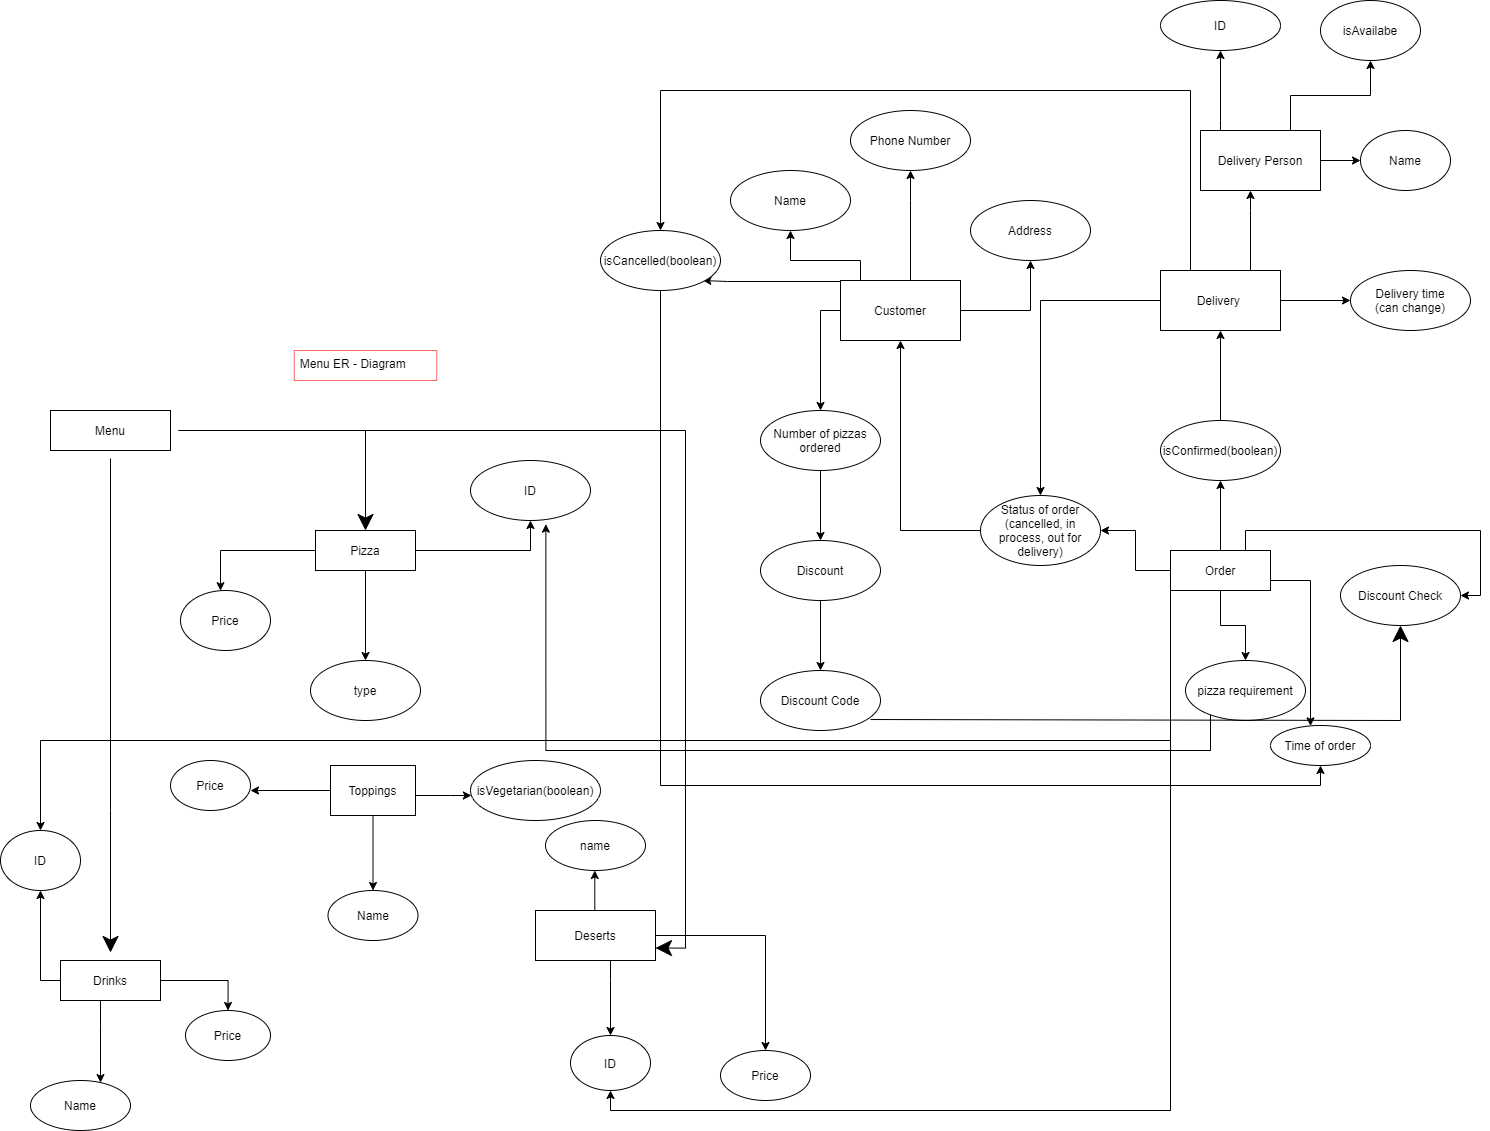 ID
isAvailabe
Phone Number
Delivery Person
Name
Name
Address
isCancelled(boolean)
Customer
Delivery
Delivery time
(can change)
Menu ER - Diagram
Menu
Number of pizzas
ordered
isConfirmed(boolean)
ID
Status of order
(cancelled, in
process, out for
delivery)
Pizza
Discount
Order
Discount Check
Price
type
Discount Code
pizza requirement
Time of order
Price
Toppings
isVegetarian(boolean)
name
ID
Name
Deserts
Drinks
Price
ID
Price
Name